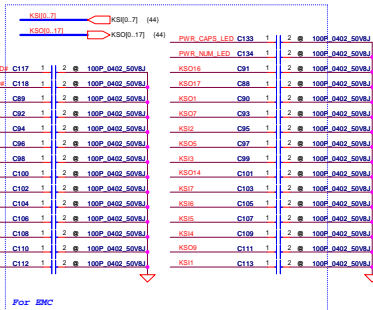 KSI[0..7] KSI[0..7] (44)
KSO[0..17] KSO[0..17] (44)
PWR_CAPS_LED C133 1 2 @ 100P_0402_50V8J
PWR_NUM_LED C134 1 2 @ 100P_0402_50V8J
C117 1 2 @ 100P_0402_50V8J KSO16 C91 1 2 @ 100P_0402_50V8J
C118 1 2 @ 100P_0402_50V8J KSO17 C88 1 2 @ 100P_0402_50V8J
C89 1 2 @ 100P_0402_50V8J KSO1 C90 1 2 @ 100P_0402_50V8J
C92 1 2 @ 100P_0402_50V8J KSO7 C93 1 2 @ 100P_0402_50V8J
C94 1 2 @ 100P_0402_50V8J KSI2 C95 1 2 @ 100P_0402_50V8J
C96 1 2 @ 100P_0402_50V8J KSO5 C97 1 2 @ 100P_0402_50V8J
C98 1 2 @ 100P_0402_50V8J KSI3 C99 1 2 @ 100P_0402_50V8J
C100 1 2 @ 100P_0402_50V8J KSO14 C101 1 2 @ 100P_0402_50V8J
C102 1 2 @ 100P_0402_50V8J KSI7 C103 1 2 @ 100P_0402_50V8J
C104 1 2 @ 100P_0402_50V8J KSI6 C105 1 2 @ 100P_0402_50V8J
C106 1 2 @ 100P_0402_50V8J KSI5 C107 1 2 @ 100P_0402_50V8J
C108 1 2 @ 100P_0402_50V8J KSI4 C109 1 2 @ 100P_0402_50V8J
C110 1 2 @ 100P_0402_50V8J KSO9 C111 1 2 @ 100P_0402_50V8J
C112 1 2 @ 100P_0402_50V8J KSI1 C113 1 2 @ 100P_0402_50V8J
For EMC